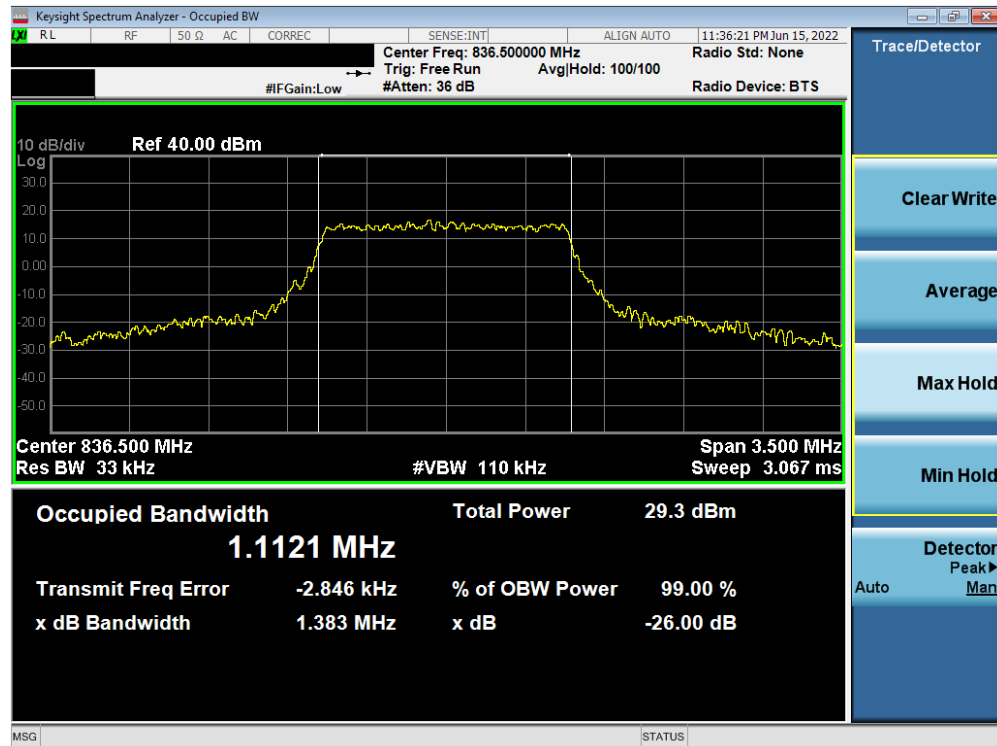 Keysight Spectrum Analyzer - Occupied BW
LXI RL RF 50 Ω AC CORREC SENSE:INT ALIGN AUTO 11:36:21 PM Jun 15, 2022
Center Freq: 836.500000 MHz Radio Std: None
Trig: Free Run Avg|Hold: 100/100
#IFGain:Low #Atten: 36 dB Radio Device: BTS
Trace/Detector
10 dB/div Ref 40.00 dBm
Log
30.0
20.0
10.0
0.00
-10.0
-20.0
-30.0
-40.0
-50.0
Center 836.500 MHz Span 3.500 MHz
Res BW 33 kHz #VBW 110 kHz Sweep 3.067 ms
Occupied Bandwidth Total Power 29.3 dBm
1.1121 MHz
Transmit Freq Error -2.846 kHz % of OBW Power 99.00 %
x dB Bandwidth 1.383 MHz x dB -26.00 dB
Clear Write
Average
Max Hold
Min Hold
Detector
Peak▶
Auto Man
MSG STATUS